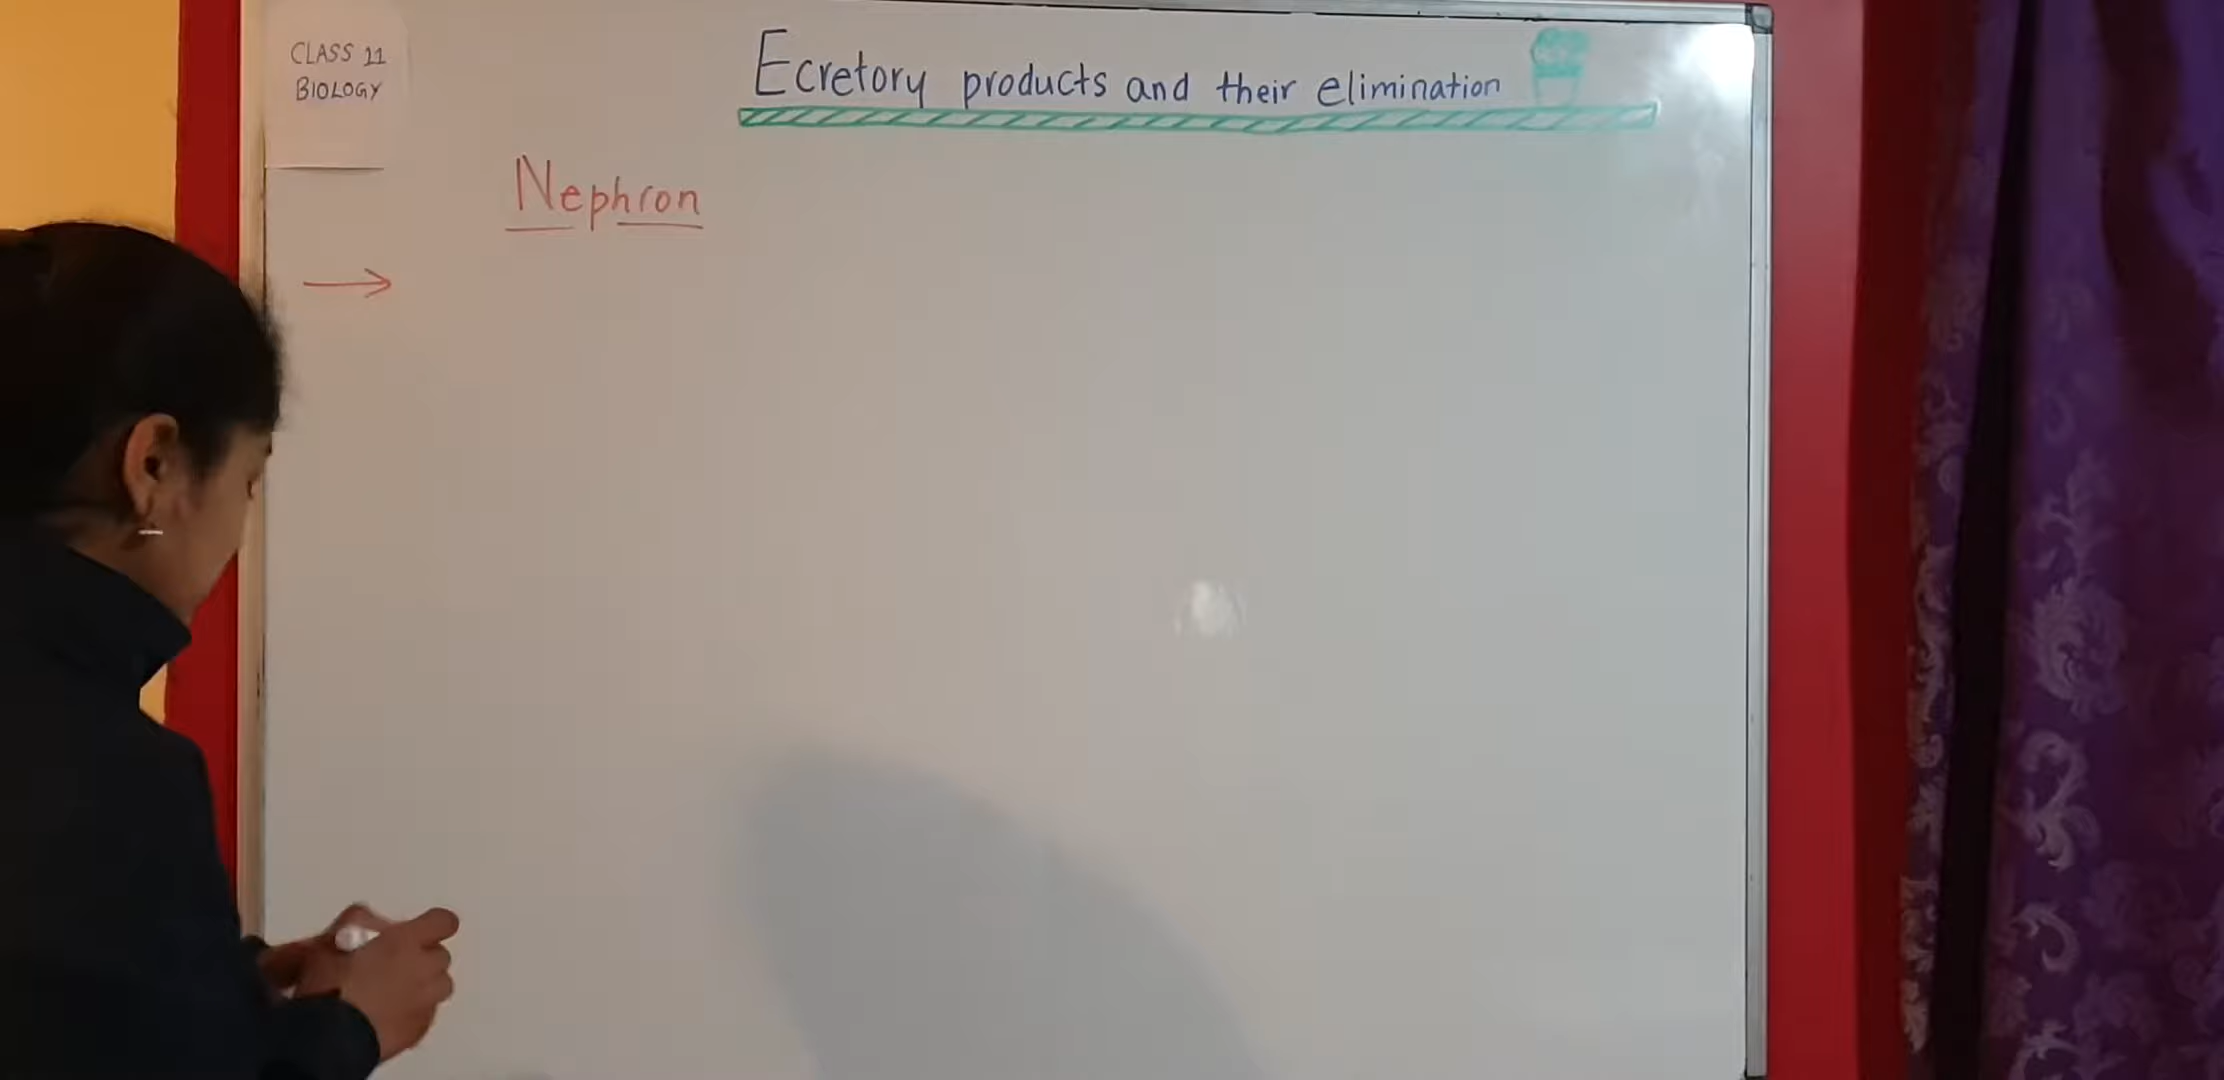 CLASS 11
BIOLOGY
Ecretory products and their elimination
Nephron
→